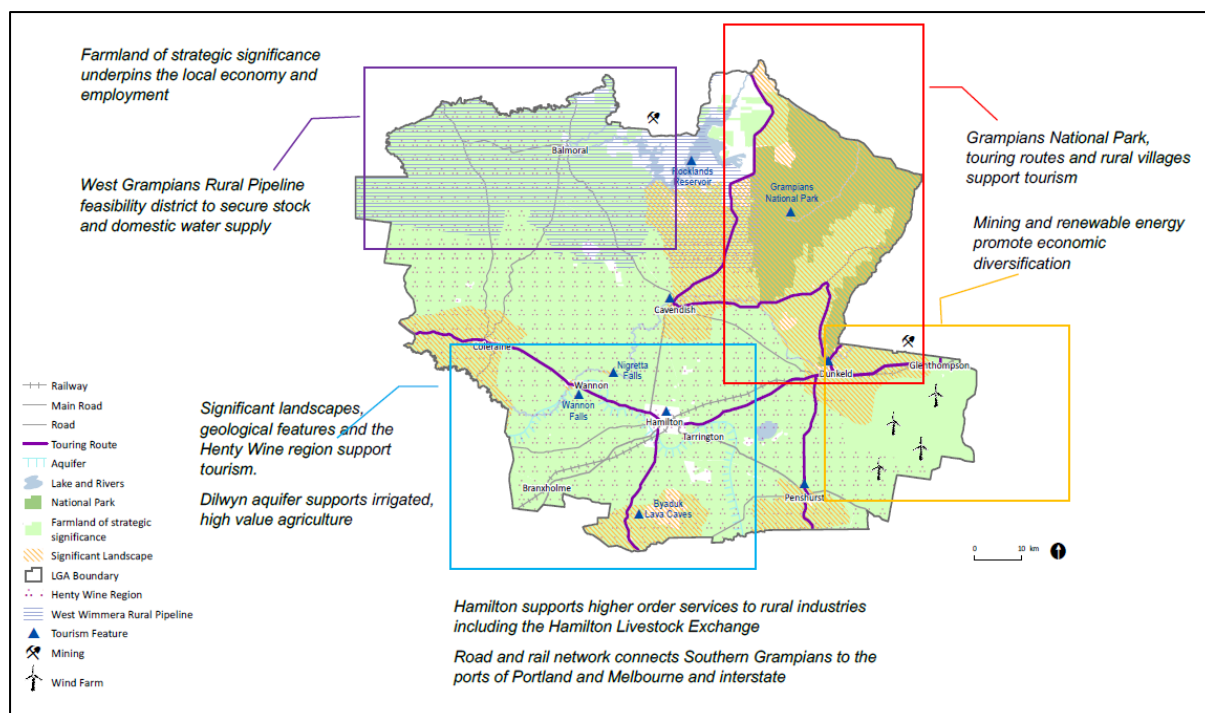 Farmland of strategic significance
underpins the local economy and
employment
West Grampians Rural Pipeline
feasibility district to secure stock
and domestic water supply
Balmoral
Rocklands
Reservoir
Grampians
National Park
Grampians National Park,
touring routes and rural villages
support tourism
Mining and renewable energy
promote economic
diversification
Cavendish
Coleraine
Nigretta
Falls
Wannon
Wannon
Falls
Dunkeld
Glenthompson
Hamilton
Tarrington
Branxholme
Penshurst
Byaduk
Lava Caves
Significant landscapes,
geological features and the
Henty Wine region support
tourism.
Dilwyn aquifer supports irrigated,
high value agriculture
Railway
Main Road
Road
Touring Route
Aquifer
Lake and Rivers
National Park
Farmland of strategic
significance
Significant Landscape
LGA Boundary
Henty Wine Region
West Wimmera Rural Pipeline
Tourism Feature
Mining
Wind Farm
0 10 km
Hamilton supports higher order services to rural industries
including the Hamilton Livestock Exchange
Road and rail network connects Southern Grampians to the
ports of Portland and Melbourne and interstate